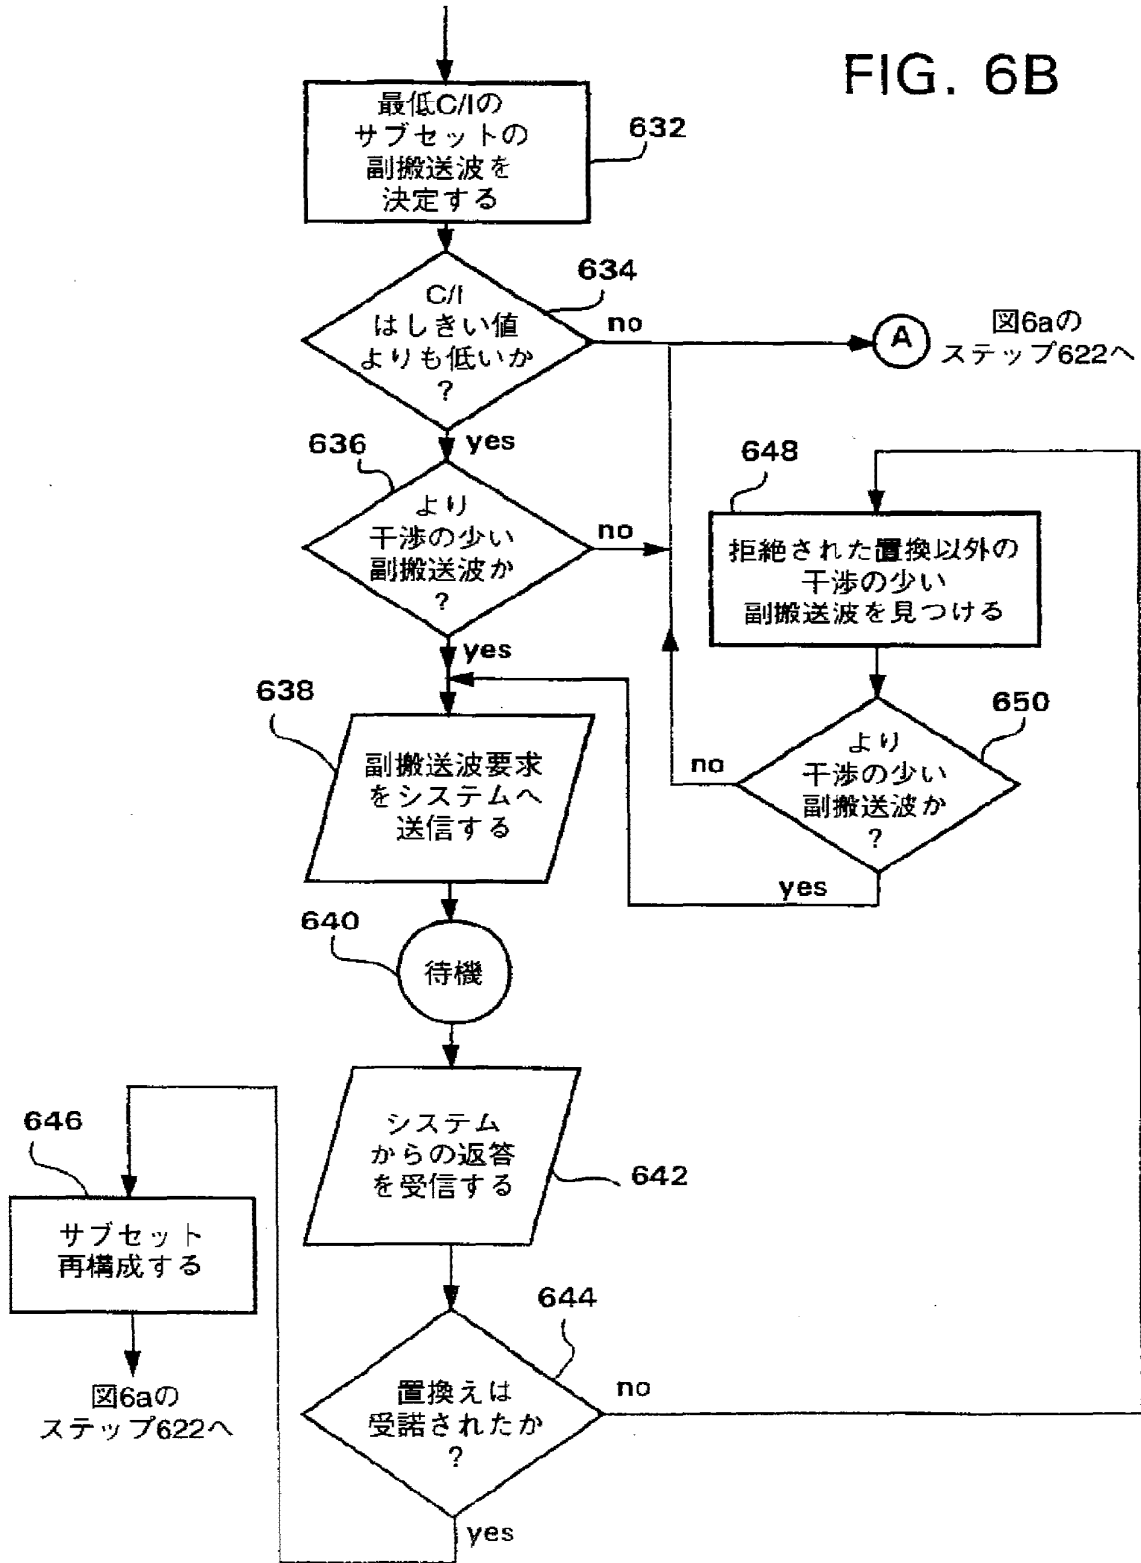 FIG. 6B
最低C/Iの
サブセットの
副搬送波を
決定する
632
C/I
はしきい値
よりも低いか
?
634
no
A
図6aの
ステップ622へ
yes
636
より
干渉の少い
副搬送波か
?
no
yes
648
拒絶された置換以外の
干渉の少い
副搬送波を見つける
638
副搬送波要求
をシステムへ
送信する
650
より
干渉の少い
副搬送波か
?
no
yes
640
待機
システム
からの返答
を受信する
642
646
サブセット
再構成する
図6aの
ステップ622へ
644
置換えは
受諾されたか
?
no
yes